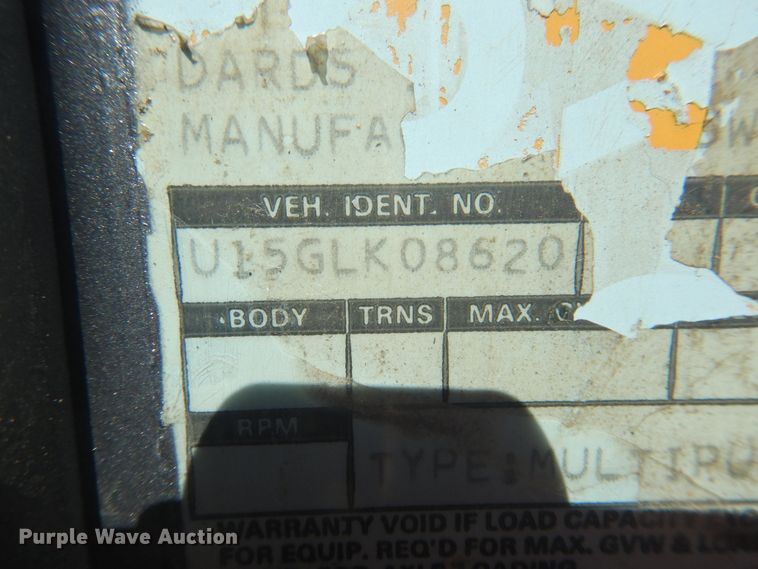 DARDS
MANUFA
VEH. IDENT. NO.
U15GLK08620
BODY TRNS MAX.
RPM
TYPE: MULTIPU
WARRANTY VOID IF LOAD CAPACITY
FOR EQUIP. REQ'D FOR MAX. GVW &
Purple Wave Auction